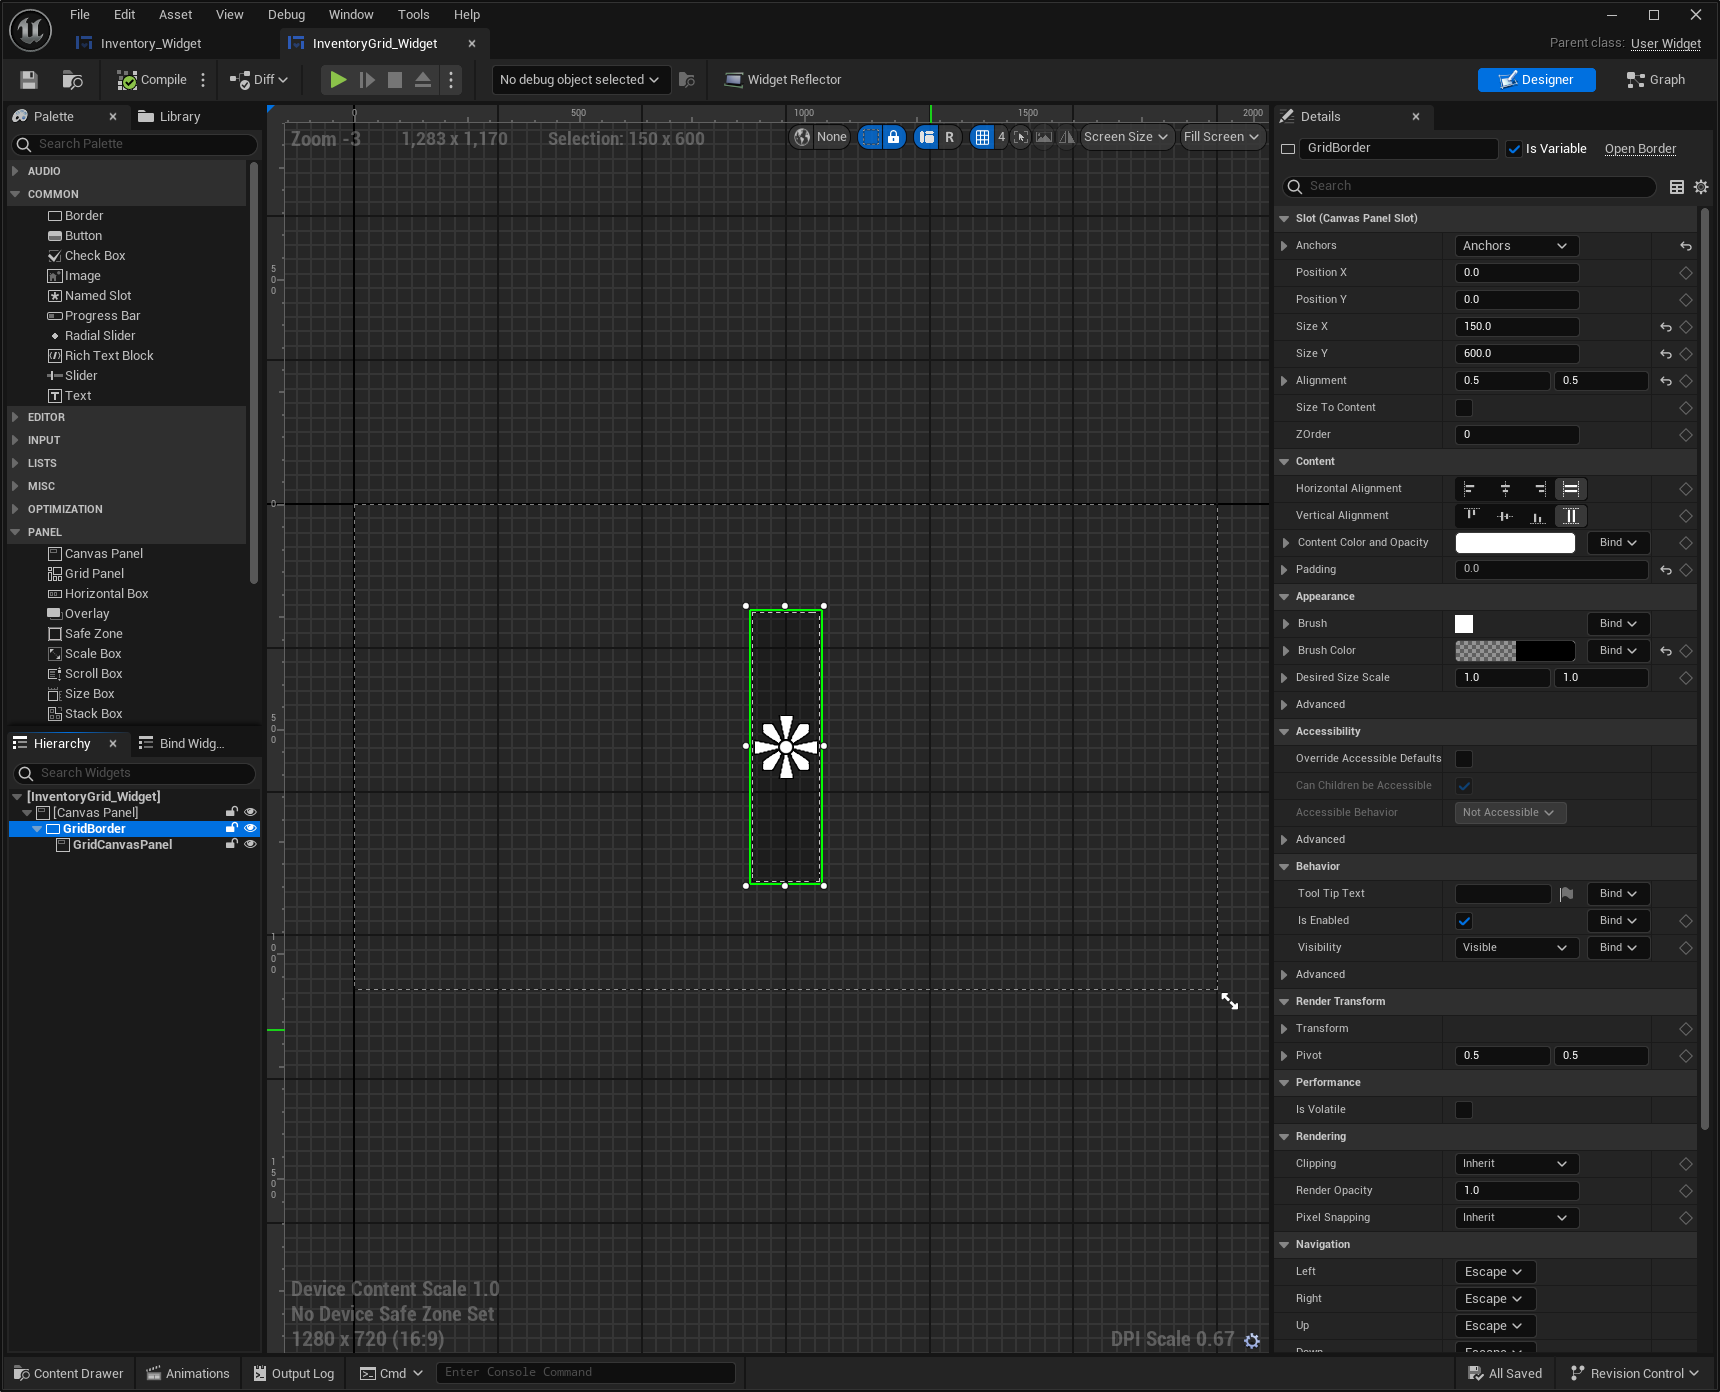 File Edit Asset View Debug Window Tools Help
Inventory_Widget
InventoryGrid_Widget
Parent class: User Widget
Compile
Diff
No debug object selected
Widget Reflector
Designer
Graph
Palette
Library
Search Palette
AUDIO
COMMON
Border
Button
Check Box
Image
Named Slot
Progress Bar
Radial Slider
Rich Text Block
Slider
Text
EDITOR
INPUT
LISTS
MISC
OPTIMIZATION
PANEL
Canvas Panel
Grid Panel
Horizontal Box
Overlay
Safe Zone
Scale Box
Scroll Box
Size Box
Stack Box
Hierarchy
Bind Widg...
Search Widgets
[InventoryGrid_Widget]
[Canvas Panel]
GridBorder
GridCanvasPanel
0 500 1000 1500 2000
Zoom -3 1,283 x 1,170 Selection: 150 x 600
None R 4 Screen Size Fill Screen
500
0
500
1000
1500
Device Content Scale 1.0
No Device Safe Zone Set
1280 x 720 (16:9)
DPI Scale 0.67
Details
GridBorder
Is Variable
Open Border
Search
Slot (Canvas Panel Slot)
Anchors Anchors
Position X 0.0
Position Y 0.0
Size X 150.0
Size Y 600.0
Alignment 0.5 0.5
Size To Content
ZOrder 0
Content
Horizontal Alignment
Vertical Alignment
Content Color and Opacity Bind
Padding 0.0
Appearance
Brush Bind
Brush Color Bind
Desired Size Scale 1.0 1.0
Advanced
Accessibility
Override Accessible Defaults
Can Children be Accessible
Accessible Behavior Not Accessible
Advanced
Behavior
Tool Tip Text Bind
Is Enabled Bind
Visibility Visible Bind
Advanced
Render Transform
Transform
Pivot 0.5 0.5
Performance
Is Volatile
Rendering
Clipping Inherit
Render Opacity 1.0
Pixel Snapping Inherit
Navigation
Left Escape
Right Escape
Up Escape
Down Escape
Content Drawer
Animations
Output Log
Cmd
Enter Console Command
All Saved
Revision Control